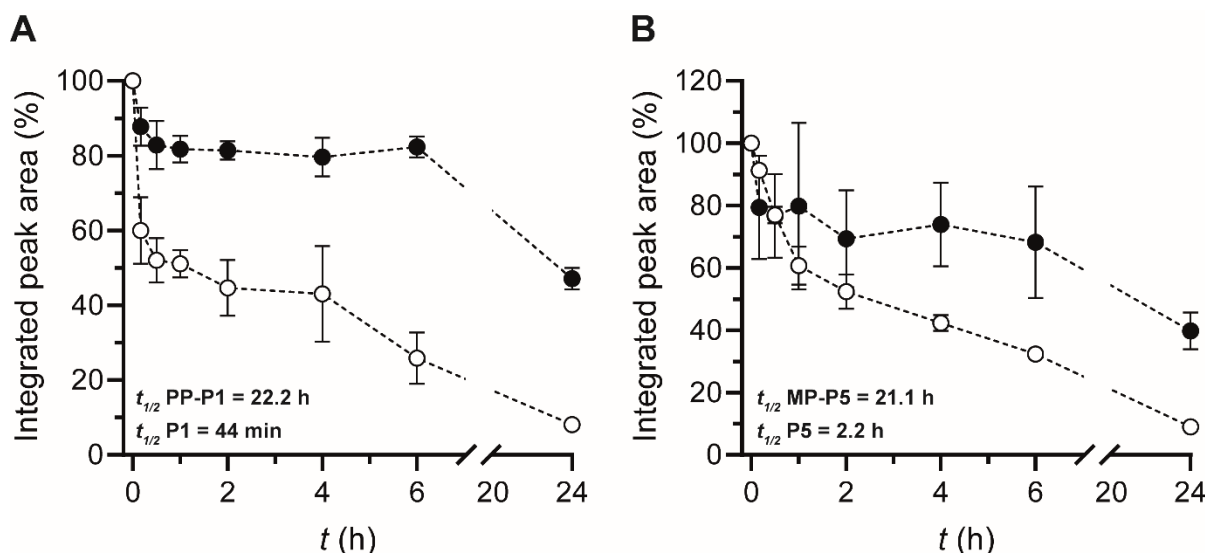 A
Integrated peak area (%)
100
80
60
40
20
0
t1/2 PP-P1 = 22.2 h
t1/2 P1 = 44 min
0
2
4
6
20
24
t (h)
B
Integrated peak area (%)
120
100
80
60
40
20
0
t1/2 MP-P5 = 21.1 h
t1/2 P5 = 2.2 h
0
2
4
6
20
24
t (h)